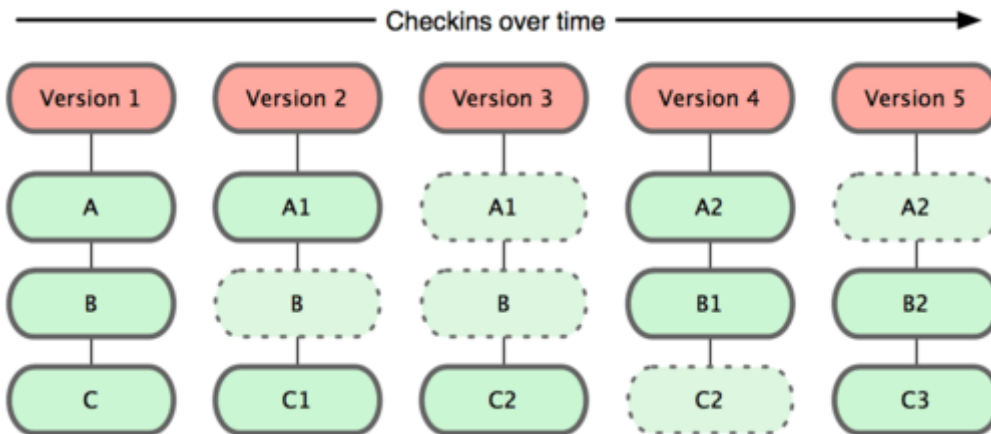 Checkins over time
Version 1 Version 2 Version 3 Version 4 Version 5
A A1 A1 A2 A2
B B B B1 B2
C C1 C2 C2 C3